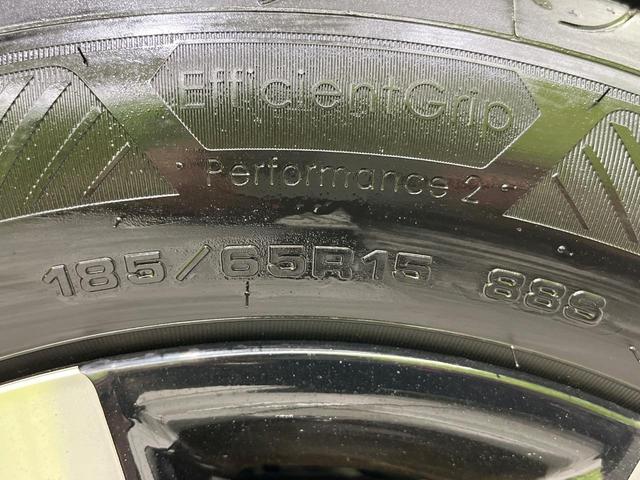 EfficientGrip
Performance 2
185/65R15 88S